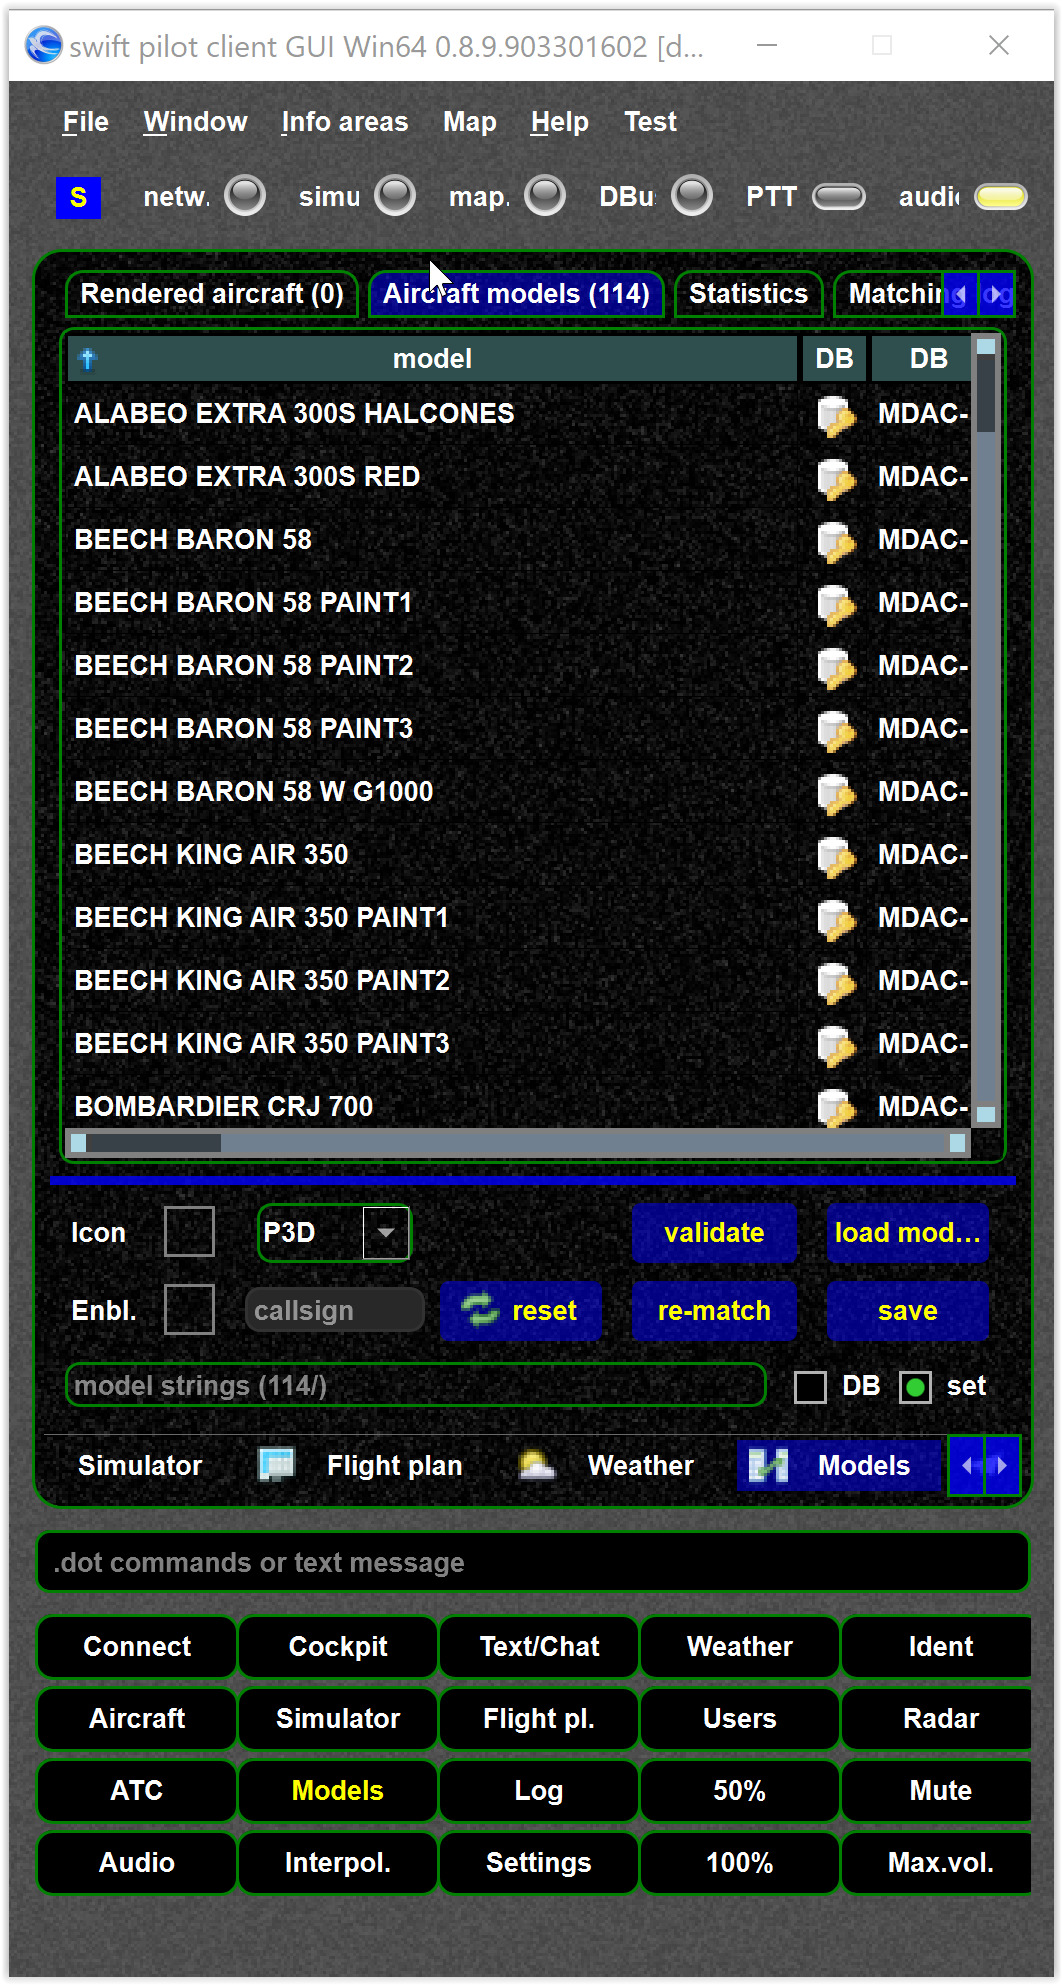 swift pilot client GUI Win64 0.8.9.903301602 [d...
File Window Info areas Map Help Test
S netw. simu map. DBu PTT audi
Rendered aircraft (0) Aircraft models (114) Statistics Matching log
model DB DB
ALABEO EXTRA 300S HALCONES MDAC-
ALABEO EXTRA 300S RED MDAC-
BEECH BARON 58 MDAC-
BEECH BARON 58 PAINT1 MDAC-
BEECH BARON 58 PAINT2 MDAC-
BEECH BARON 58 PAINT3 MDAC-
BEECH BARON 58 W G1000 MDAC-
BEECH KING AIR 350 MDAC-
BEECH KING AIR 350 PAINT1 MDAC-
BEECH KING AIR 350 PAINT2 MDAC-
BEECH KING AIR 350 PAINT3 MDAC-
BOMBARDIER CRJ 700 MDAC-
Icon P3D validate load mod...
Enbl. callsign reset re-match save
model strings (114/) DB set
Simulator Flight plan Weather Models
.dot commands or text message
Connect Cockpit Text/Chat Weather Ident
Aircraft Simulator Flight pl. Users Radar
ATC Models Log 50% Mute
Audio Interpol. Settings 100% Max.vol.